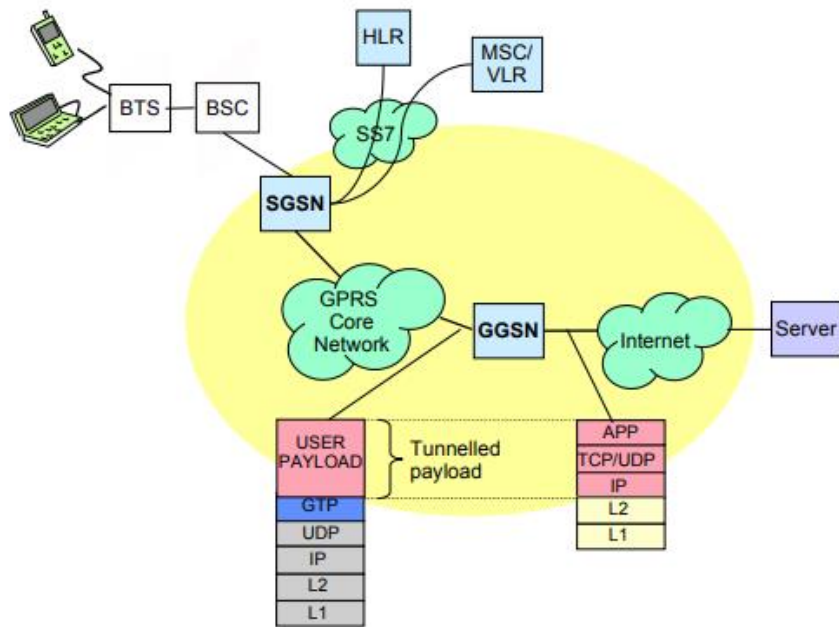 HLR
MSC/
VLR
BTS
BSC
SS7
SGSN
GPRS
Core
Network
GGSN
Internet
Server
USER
PAYLOAD
GTP
UDP
IP
L2
L1
Tunnelled
payload
APP
TCP/UDP
IP
L2
L1